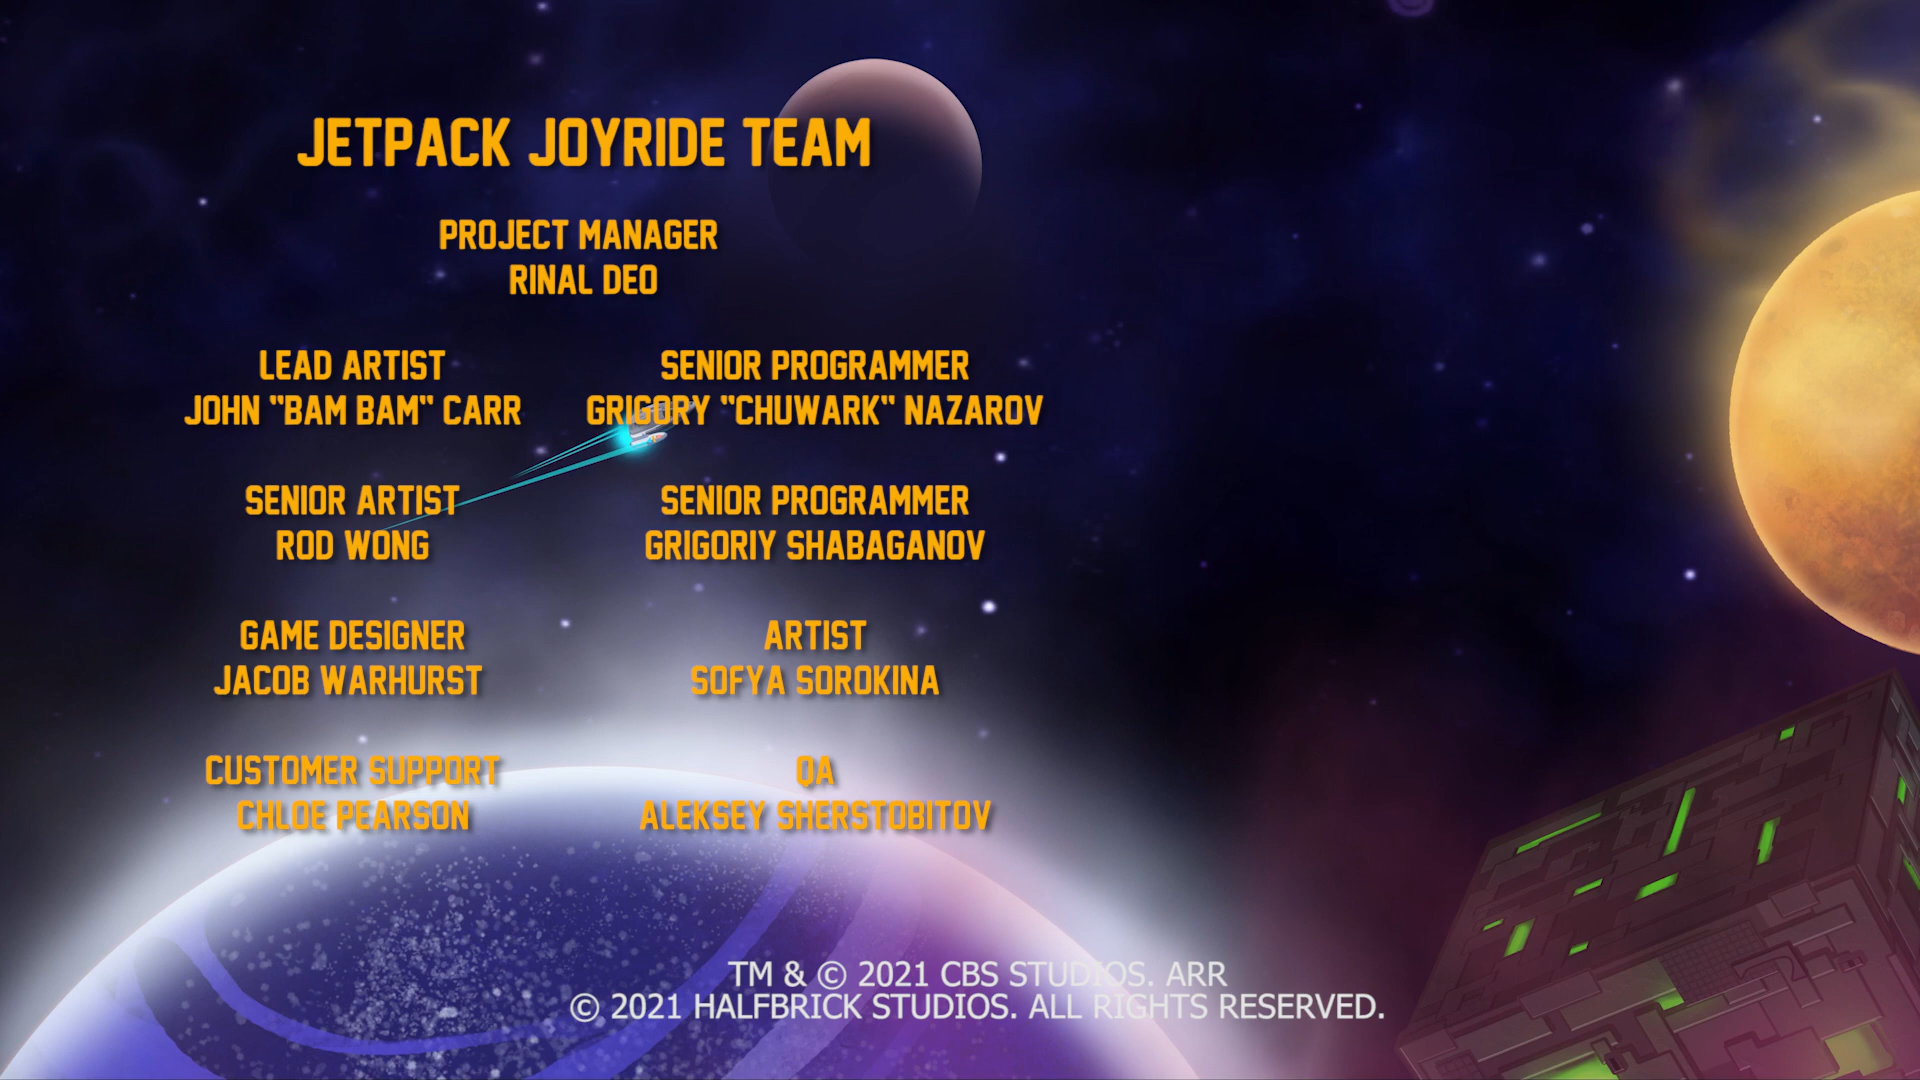 JETPACK JOYRIDE TEAM
PROJECT MANAGER
RINAL DEO
LEAD ARTIST
JOHN "BAM BAM" CARR
SENIOR PROGRAMMER
GRIGORY "CHUWARK" NAZAROV
SENIOR ARTIST
ROD WONG
SENIOR PROGRAMMER
GRIGORIY SHABAGANOV
GAME DESIGNER
JACOB WARHURST
ARTIST
SOFYA SOROKINA
CUSTOMER SUPPORT
CHLOE PEARSON
QA
ALEKSEY SHERSTOBITOV
TM & © 2021 CBS STUDIOS. ARR
© 2021 HALFBRICK STUDIOS. ALL RIGHTS RESERVED.